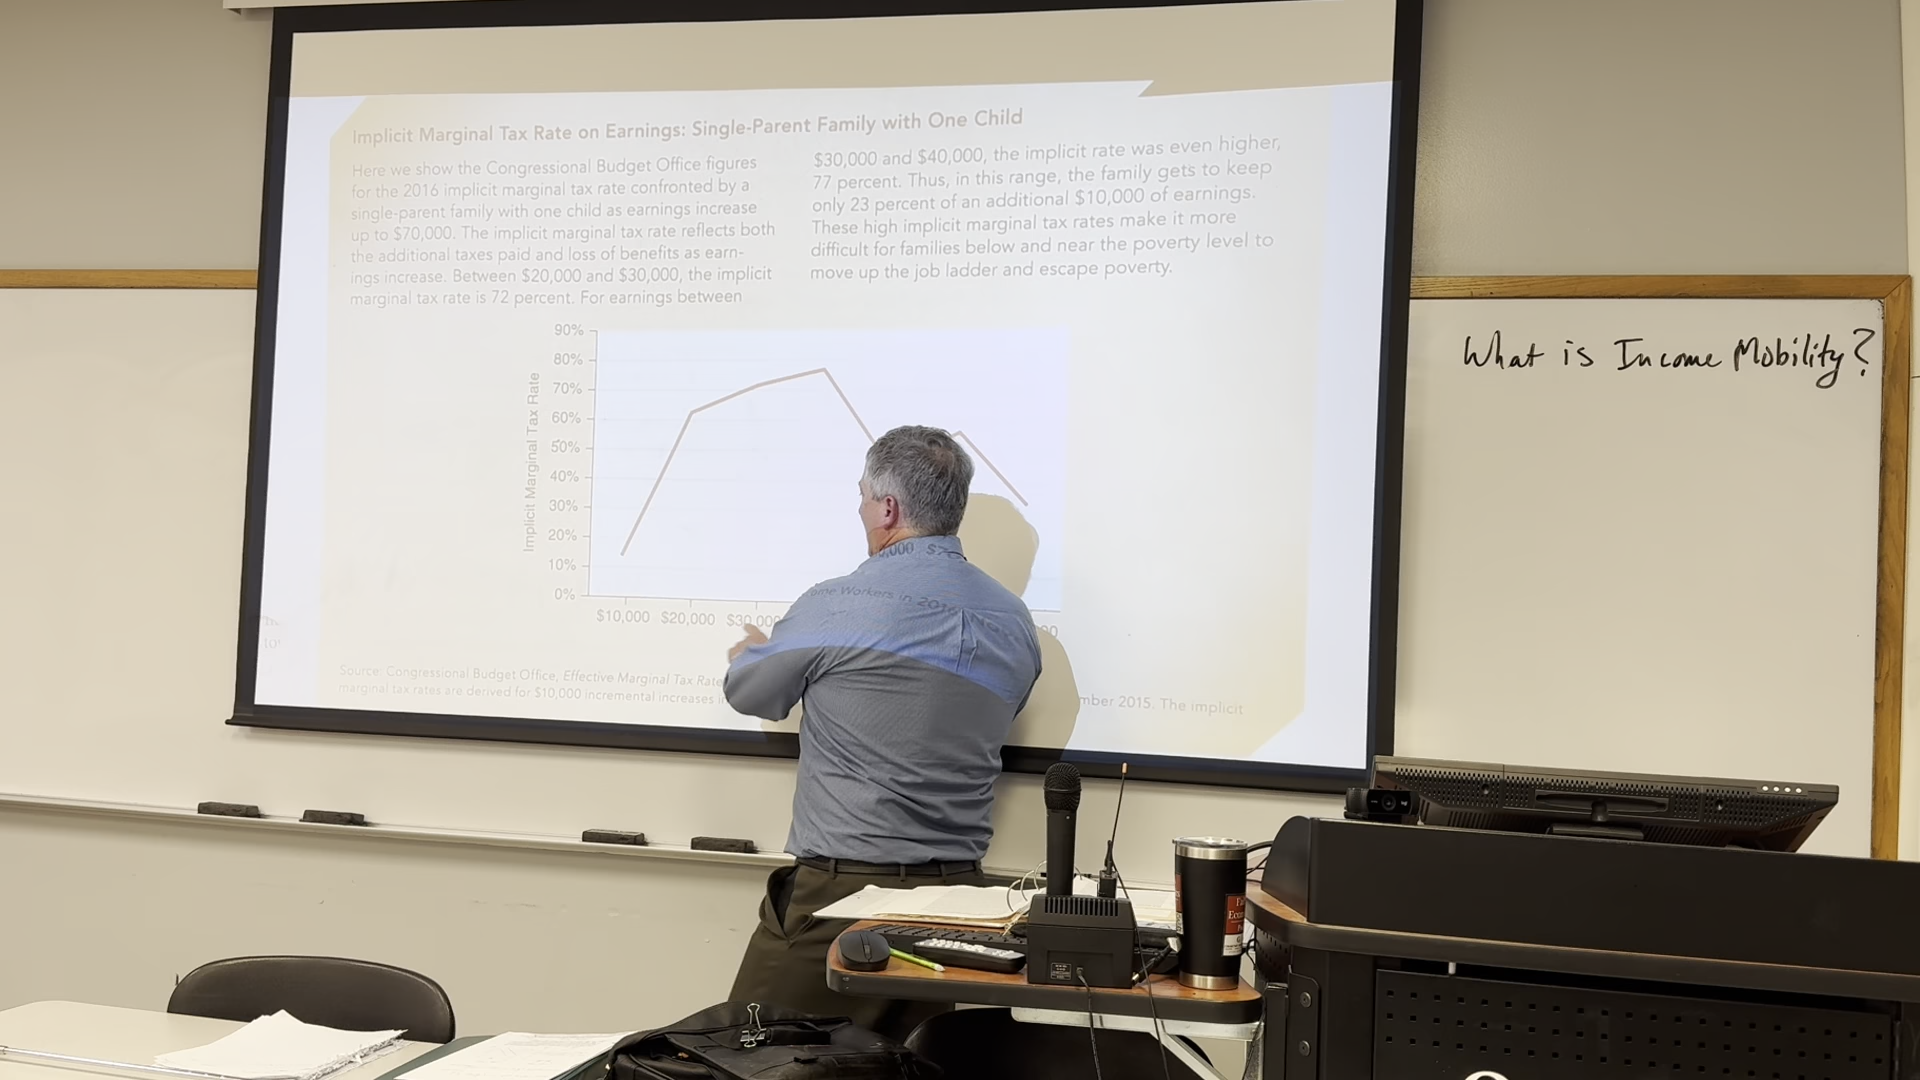 Implicit Marginal Tax Rate on Earnings: Single-Parent Family with One Child
Here we show the Congressional Budget Office figures
for the 2016 implicit marginal tax rate confronted by a
single-parent family with one child as earnings increase
up to $70,000. The implicit marginal tax rate reflects both
the additional taxes paid and loss of benefits as earn-
ings increase. Between $20,000 and $30,000, the implicit
marginal tax rate is 72 percent. For earnings between
$30,000 and $40,000, the implicit rate was even higher,
77 percent. Thus, in this range, the family gets to keep
only 23 percent of an additional $10,000 of earnings.
These high implicit marginal tax rates make it more
difficult for families below and near the poverty level to
move up the job ladder and escape poverty.
Implicit Marginal Tax Rate
90%
80%
70%
60%
50%
40%
30%
20%
10%
0%
$10,000 $20,000 $30,000
Workers in 2016
Source: Congressional Budget Office, Effective Marginal Tax Rate
mber 2015. The implicit
marginal tax rates are derived for $10,000 incremental increases
What is Income Mobility?